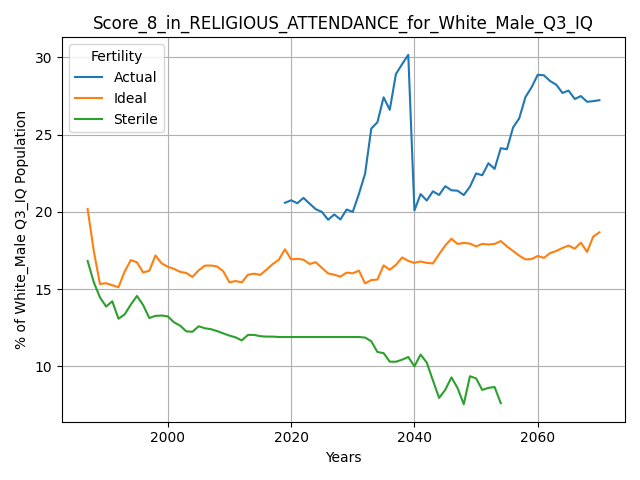 Score_8_in_RELIGIOUS_ATTENDANCE_for_White_Male_Q3_IQ
Fertility
Actual
Ideal
Sterile
% of White_Male Q3_IQ Population
30
25
20
15
10
2000
2020
2040
2060
Years